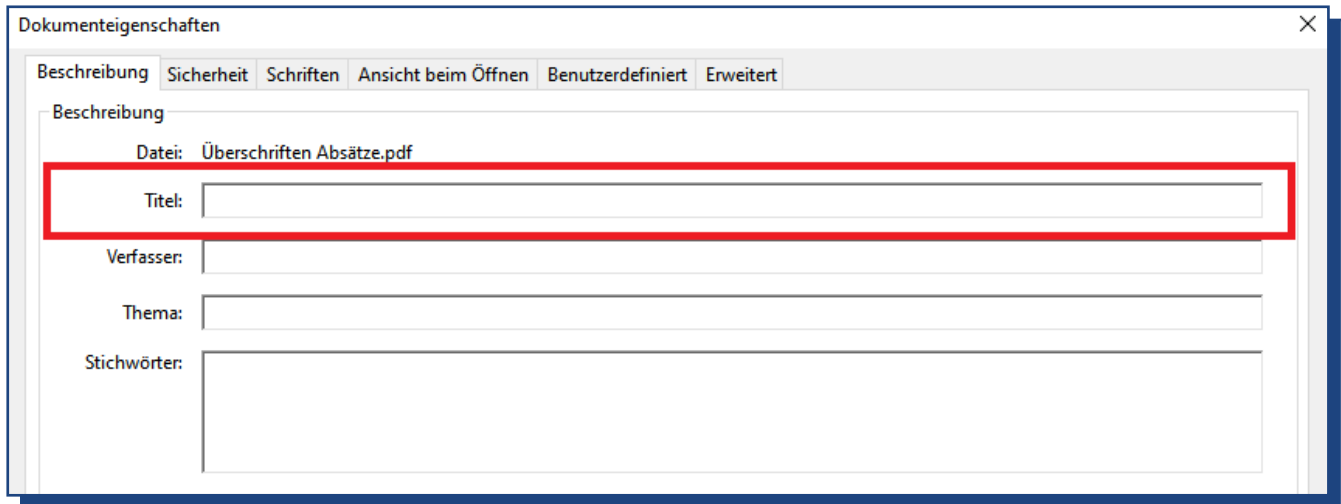 Dokumenteigenschaften
Beschreibung Sicherheit Schriften Ansicht beim Öffnen Benutzerdefiniert Erweitert
Beschreibung
Datei: Überschriften Absätze.pdf
Titel:
Verfasser:
Thema:
Stichwörter: